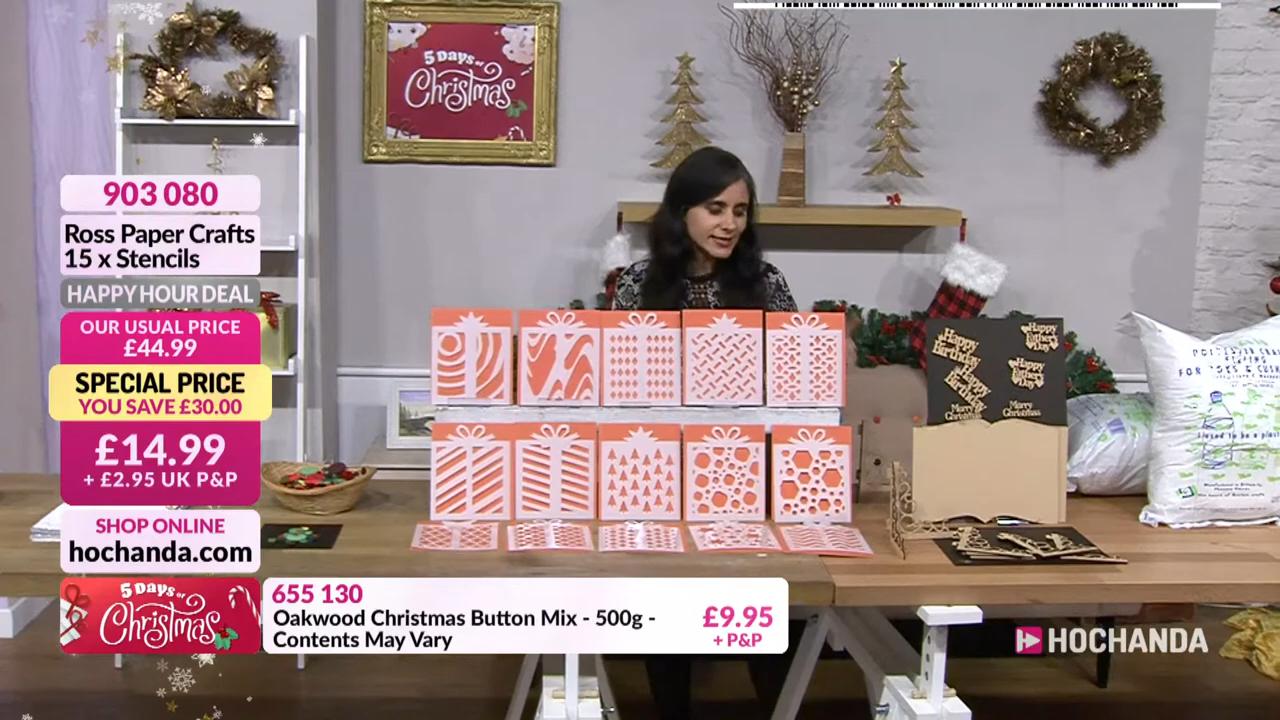 5 Days of
Christmas
903 080
Ross Paper Crafts
15 x Stencils
HAPPY HOUR DEAL
OUR USUAL PRICE
£44.99
SPECIAL PRICE
YOU SAVE £30.00
£14.99
+ £2.95 UK P&P
SHOP ONLINE
hochanda.com
5 Days of
Christmas
655 130
Oakwood Christmas Button Mix - 500g -
Contents May Vary
£9.95
+ P&P
Happy
Birthday
Happy
Father's
Day
Happy
Birthday
Happy
Father's
Day
Merry
Christmas
Merry
Christmas
HOCHANDA